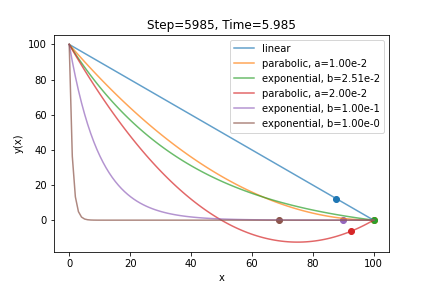 Step=5985, Time=5.985
100
80
60
40
20
0
y(x)
linear
parabolic, a=1.00e-2
exponential, b=2.51e-2
parabolic, a=2.00e-2
exponential, b=1.00e-1
exponential, b=1.00e-0
0 20 40 60 80 100
x